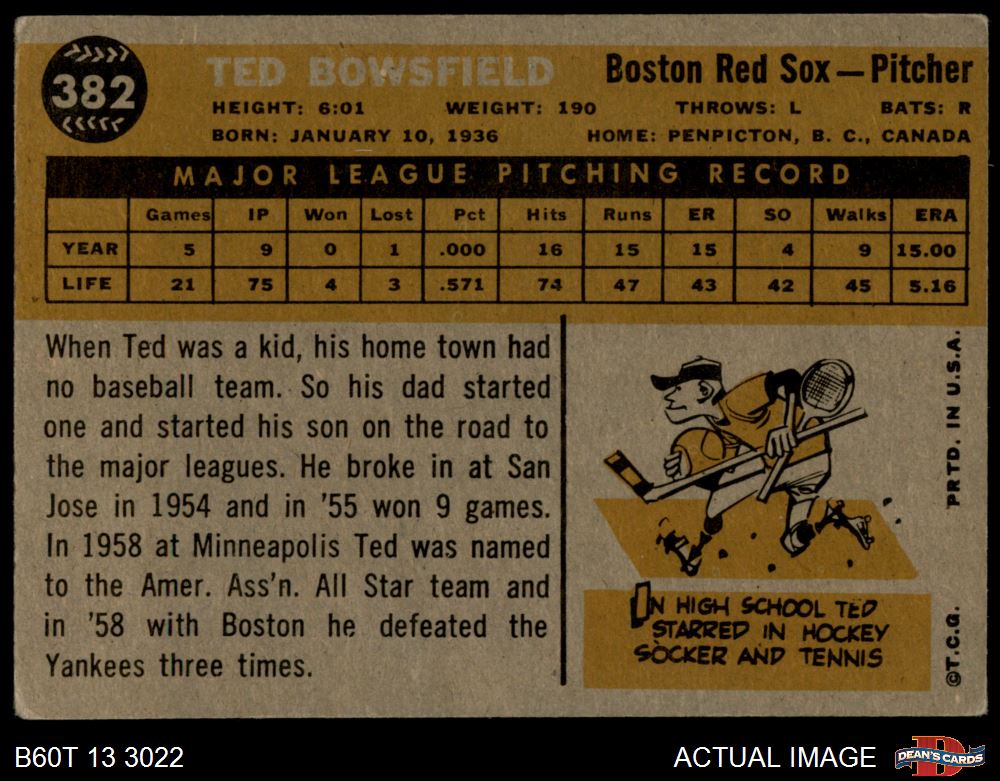 382
TED BOWSFIELD Boston Red Sox — Pitcher
HEIGHT: 6:01 WEIGHT: 190 THROWS: L BATS: R
BORN: JANUARY 10, 1936 HOME: PENPICTON, B. C., CANADA
MAJOR LEAGUE PITCHING RECORD
Games IP Won Lost Pct Hits Runs ER SO Walks ERA
YEAR 5 9 0 1 .000 16 15 15 4 9 15.00
LIFE 21 75 4 3 .571 74 47 43 42 45 5.16
When Ted was a kid, his home town had
no baseball team. So his dad started
one and started his son on the road to
the major leagues. He broke in at San
Jose in 1954 and in '55 won 9 games.
In 1958 at Minneapolis Ted was named
to the Amer. Ass'n. All Star team and
in '58 with Boston he defeated the
Yankees three times.
IN HIGH SCHOOL TED
STARRED IN HOCKEY
SOCKER AND TENNIS
©T.C.G. PRTD. IN U.S.A.
B60T 13 3022 ACTUAL IMAGE
D
DEAN'S CARDS